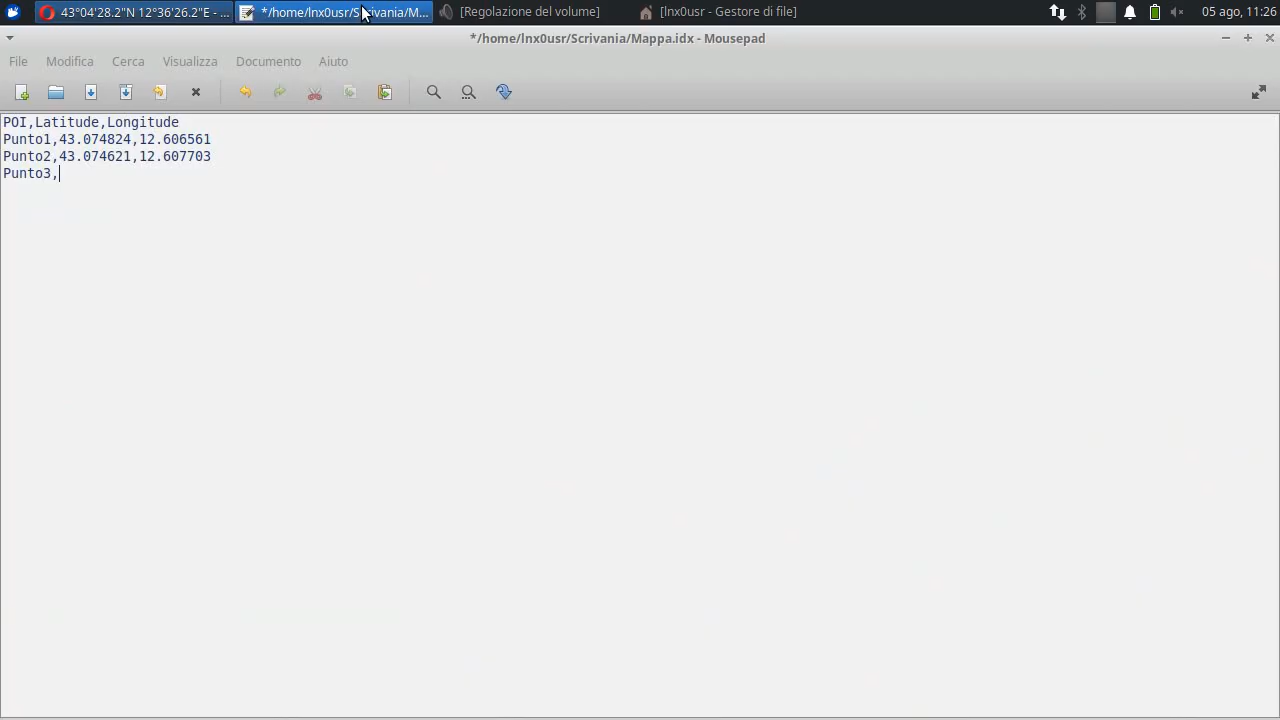 43°04'28.2"N 12°36'26.2"E - ... */home/lnx0usr/Scrivania/M... [Regolazione del volume] [lnx0usr - Gestore di file] 05 ago, 11:26
*/home/lnx0usr/Scrivania/Mappa.idx - Mousepad
File Modifica Cerca Visualizza Documento Aiuto
POI,Latitude,Longitude
Punto1,43.074824,12.606561
Punto2,43.074621,12.607703
Punto3,